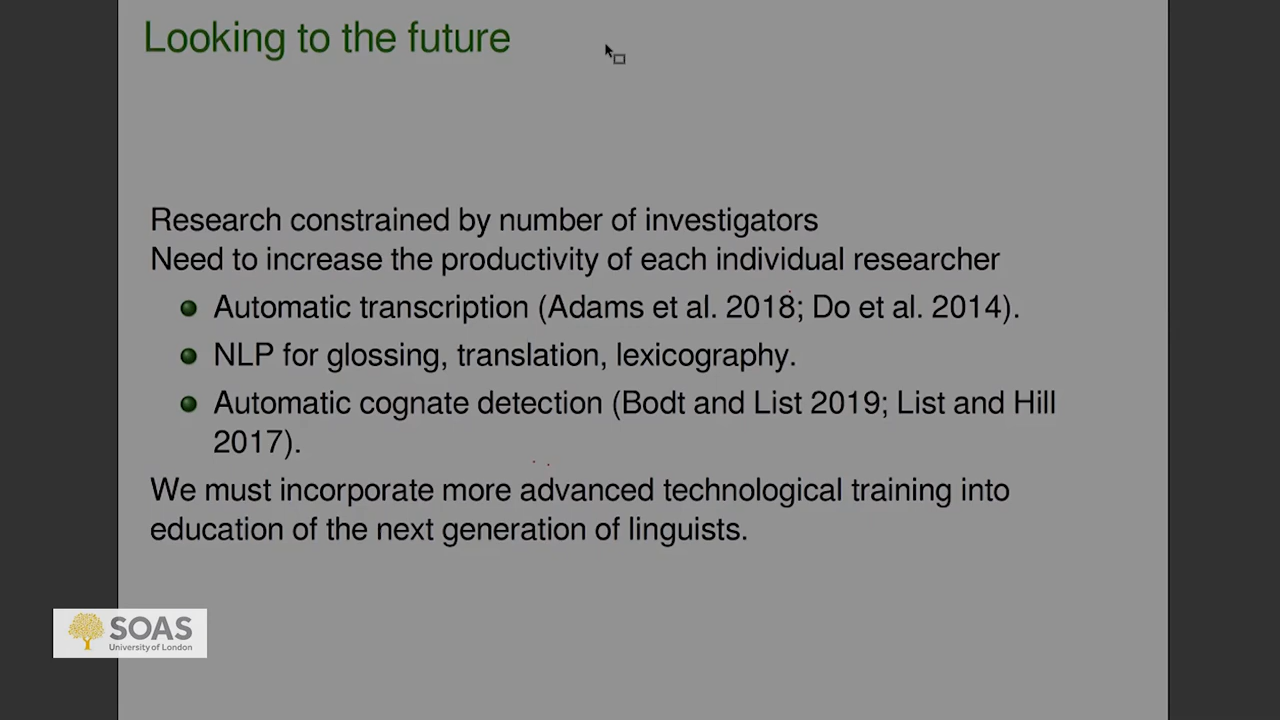 Looking to the future
Research constrained by number of investigators
Need to increase the productivity of each individual researcher
Automatic transcription (Adams et al. 2018; Do et al. 2014).
NLP for glossing, translation, lexicography.
Automatic cognate detection (Bodt and List 2019; List and Hill
2017).
We must incorporate more advanced technological training into
education of the next generation of linguists.
SOAS
University of London